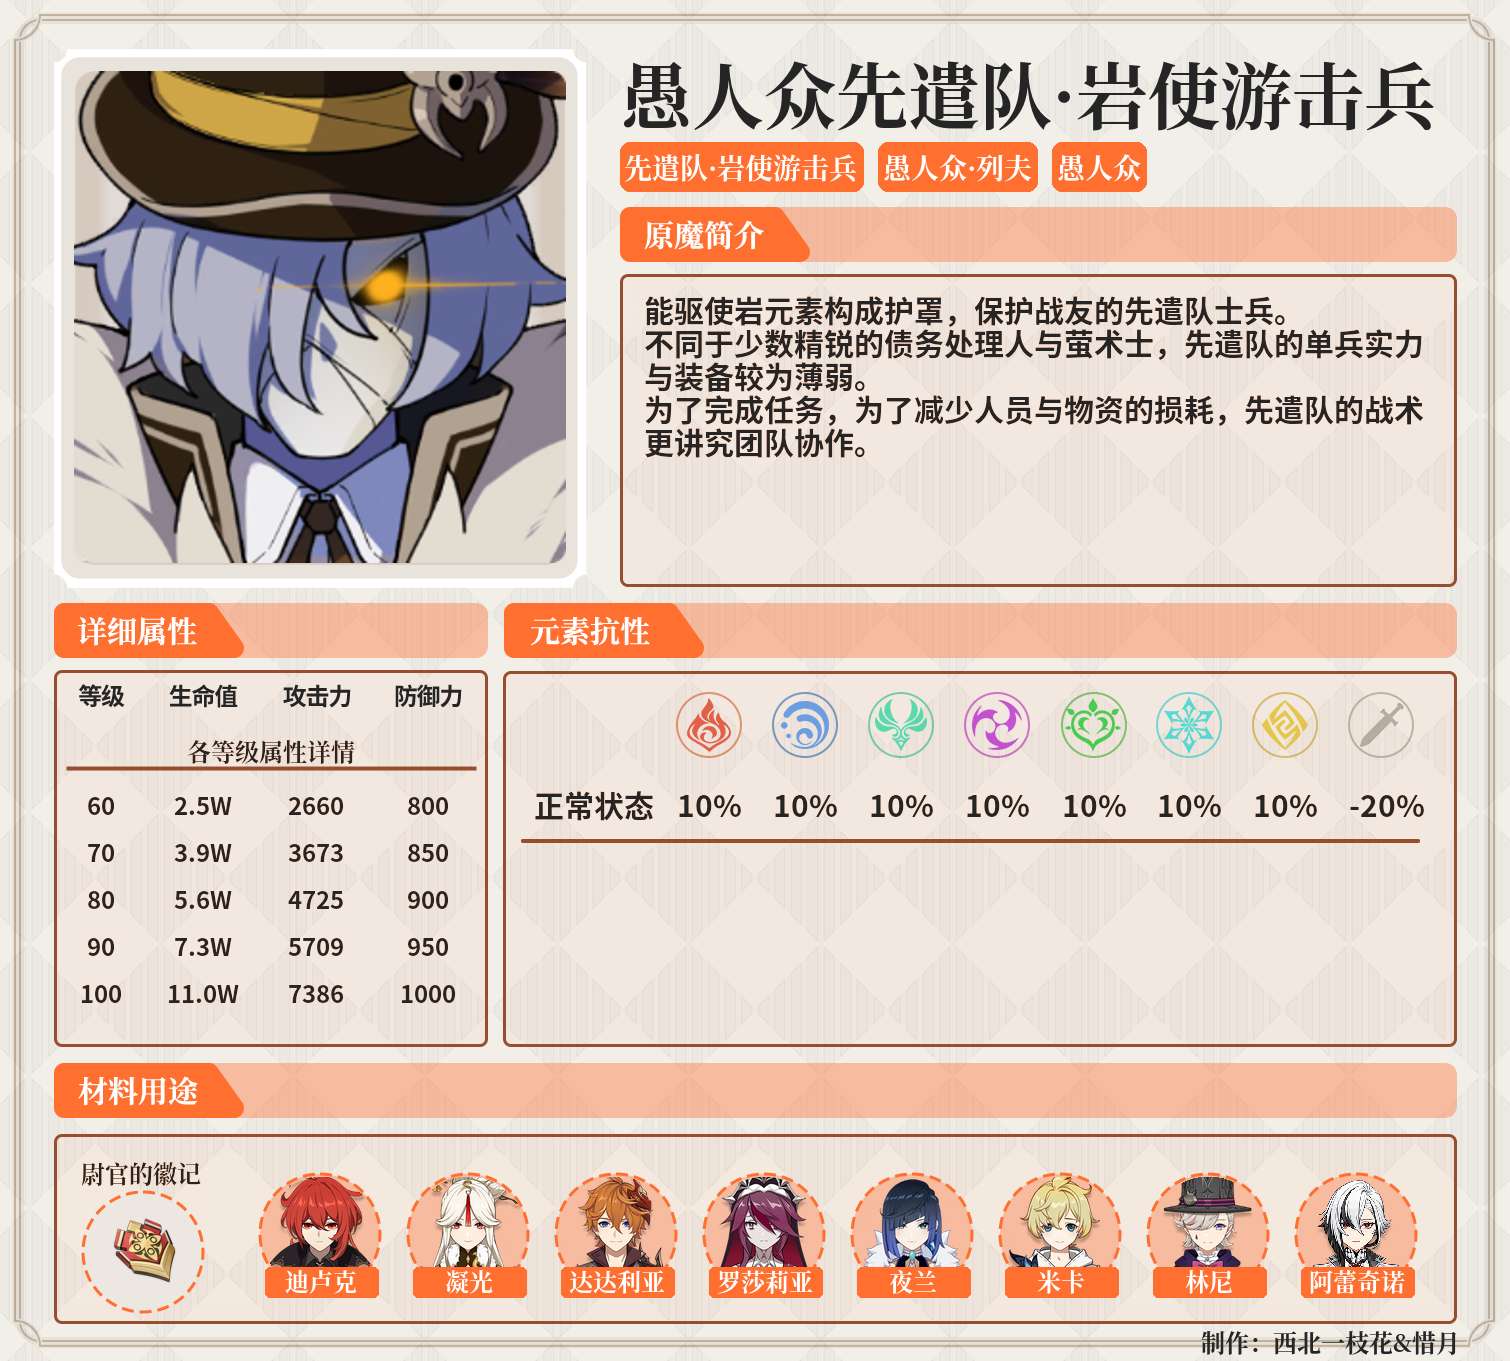 愚人众先遣队·岩使游击兵
先遣队·岩使游击兵 愚人众·列夫 愚人众
原魔简介
能驱使岩元素构成护罩，保护战友的先遣队士兵。
不同于少数精锐的债务处理人与萤术士，先遣队的单兵实力
与装备较为薄弱。
为了完成任务，为了减少人员与物资的损耗，先遣队的战术
更讲究团队协作。
详细属性
等级 生命值 攻击力 防御力
各等级属性详情
60 2.5W 2660 800
70 3.9W 3673 850
80 5.6W 4725 900
90 7.3W 5709 950
100 11.0W 7386 1000
元素抗性
正常状态 10% 10% 10% 10% 10% 10% 10% -20%
材料用途
尉官的徽记
迪卢克 凝光 达达利亚 罗莎莉亚 夜兰 米卡 林尼 阿蕾奇诺
制作：西北一枝花&惜月